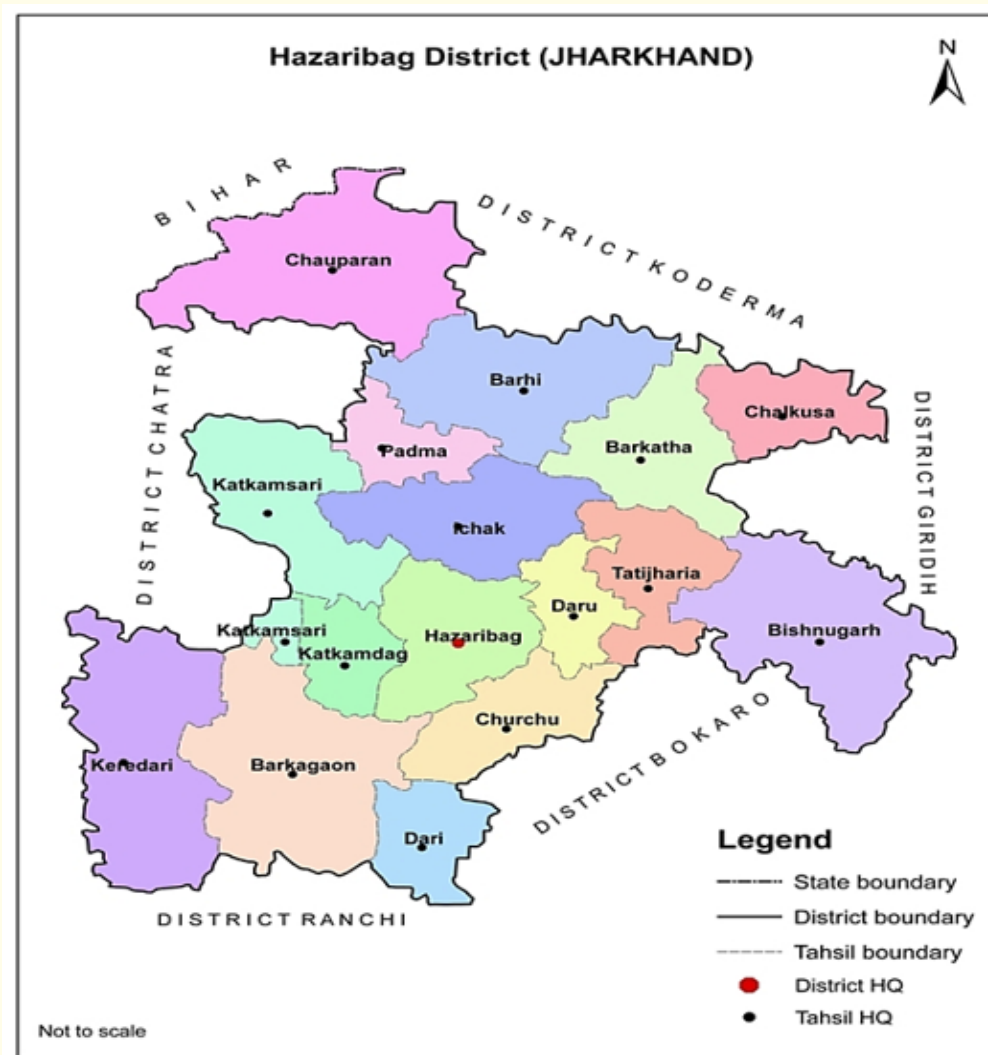 Hazaribag District (JHARKHAND)
N
BIHAR
DISTRICT KODERMA
Chauparan
DISTRICT CHATRA
Barhi
Chalkusa
DISTRICT GIRIDIH
Padma
Barkatha
Katkamsari
Ichak
Tatijharia
Daru
Katkamsari
Hazaribag
Bishnugarh
Katkamdag
Churchu
Keredari
Barkagaon
DISTRICT BOKARO
Dari
DISTRICT RANCHI
Legend
State boundary
District boundary
Tahsil boundary
District HQ
Tahsil HQ
Not to scale